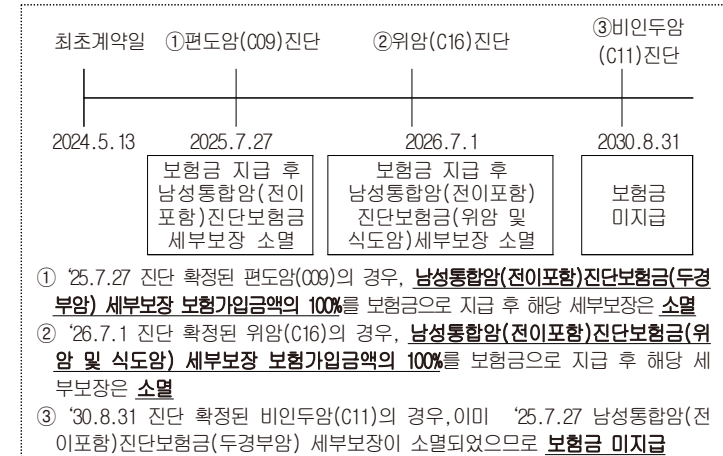 최초계약일 ①편도암(C09)진단 ②위암(C16)진단 ③비인두암
(C11)진단
2024.5.13 2025.7.27 2026.7.1 2030.8.31
보험금 지급 후
남성통합암(전이
포함)진단보험금
세부보장 소멸
보험금 지급 후
남성통합암(전이포함)
진단보험금(위암 및
식도암)세부보장 소멸
보험금
미지급
① ‘25.7.27 진단 확정된 편도암(C09)의 경우, 남성통합암(전이포함)진단보험금(두경
부암) 세부보장 보험가입금액의 100%를 보험금으로 지급 후 해당 세부보장은 소멸
② ‘26.7.1 진단 확정된 위암(C16)의 경우, 남성통합암(전이포함)진단보험금(위
암 및 식도암) 세부보장 보험가입금액의 100%를 보험금으로 지급 후 해당 세
부보장은 소멸
③ ‘30.8.31 진단 확정된 비인두암(C11)의 경우,이미 ‘25.7.27 남성통합암(전
이포함)진단보험금(두경부암) 세부보장이 소멸되었으므로 보험금 미지급